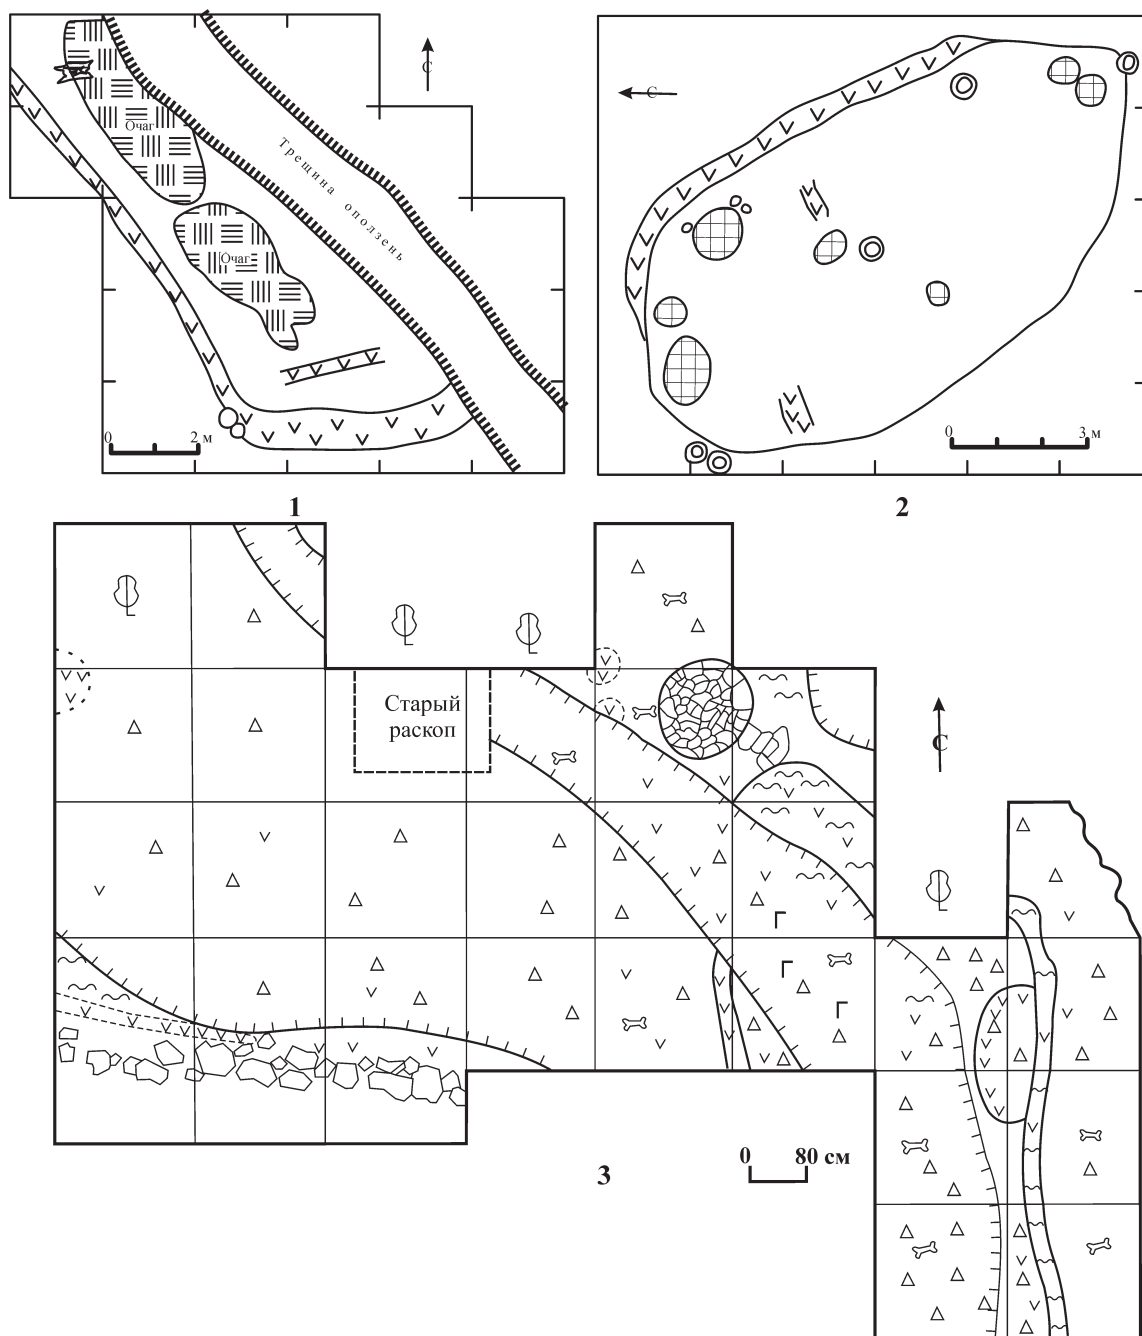 С
Очаг
Трещина оползень
Очаг
0 2 м
1
С
0 3 м
2
Старый
раскоп
С
Г
Г
Г
0 80 см
3